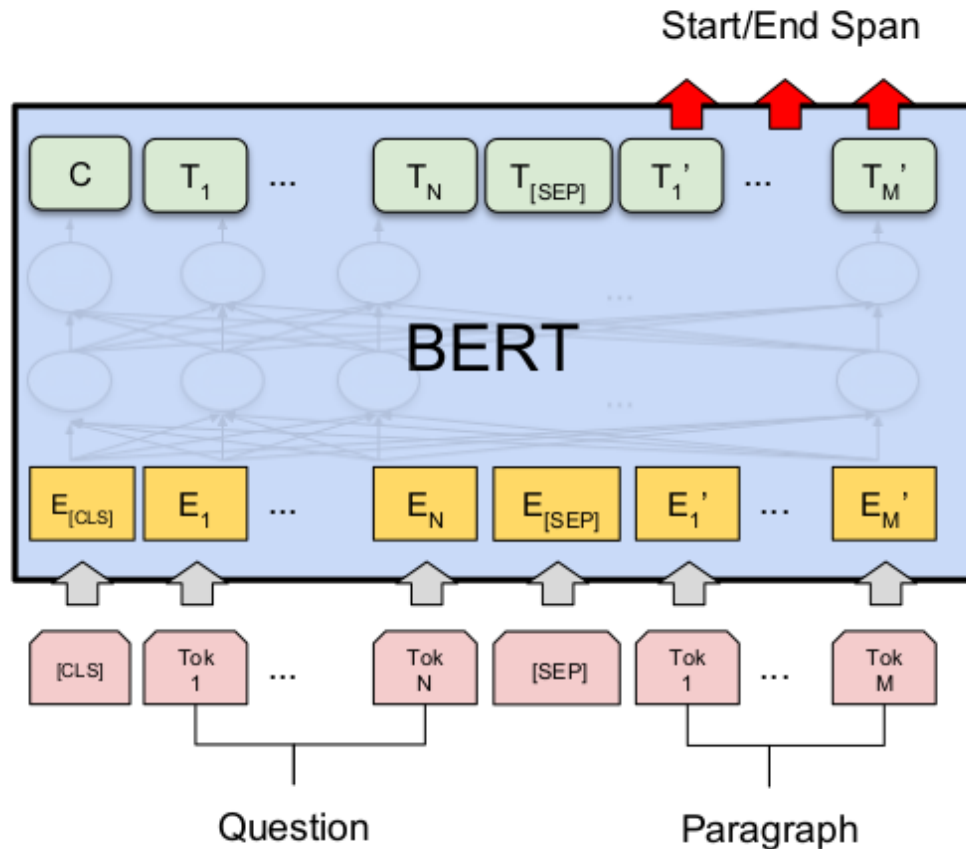 Start/End Span
C T1 ... TN T[SEP] T1' ... TM'
...
BERT
...
E[CLS] E1 ... EN E[SEP] E1' ... EM'
[CLS] Tok 1 ... Tok N [SEP] Tok 1 ... Tok M
Question Paragraph